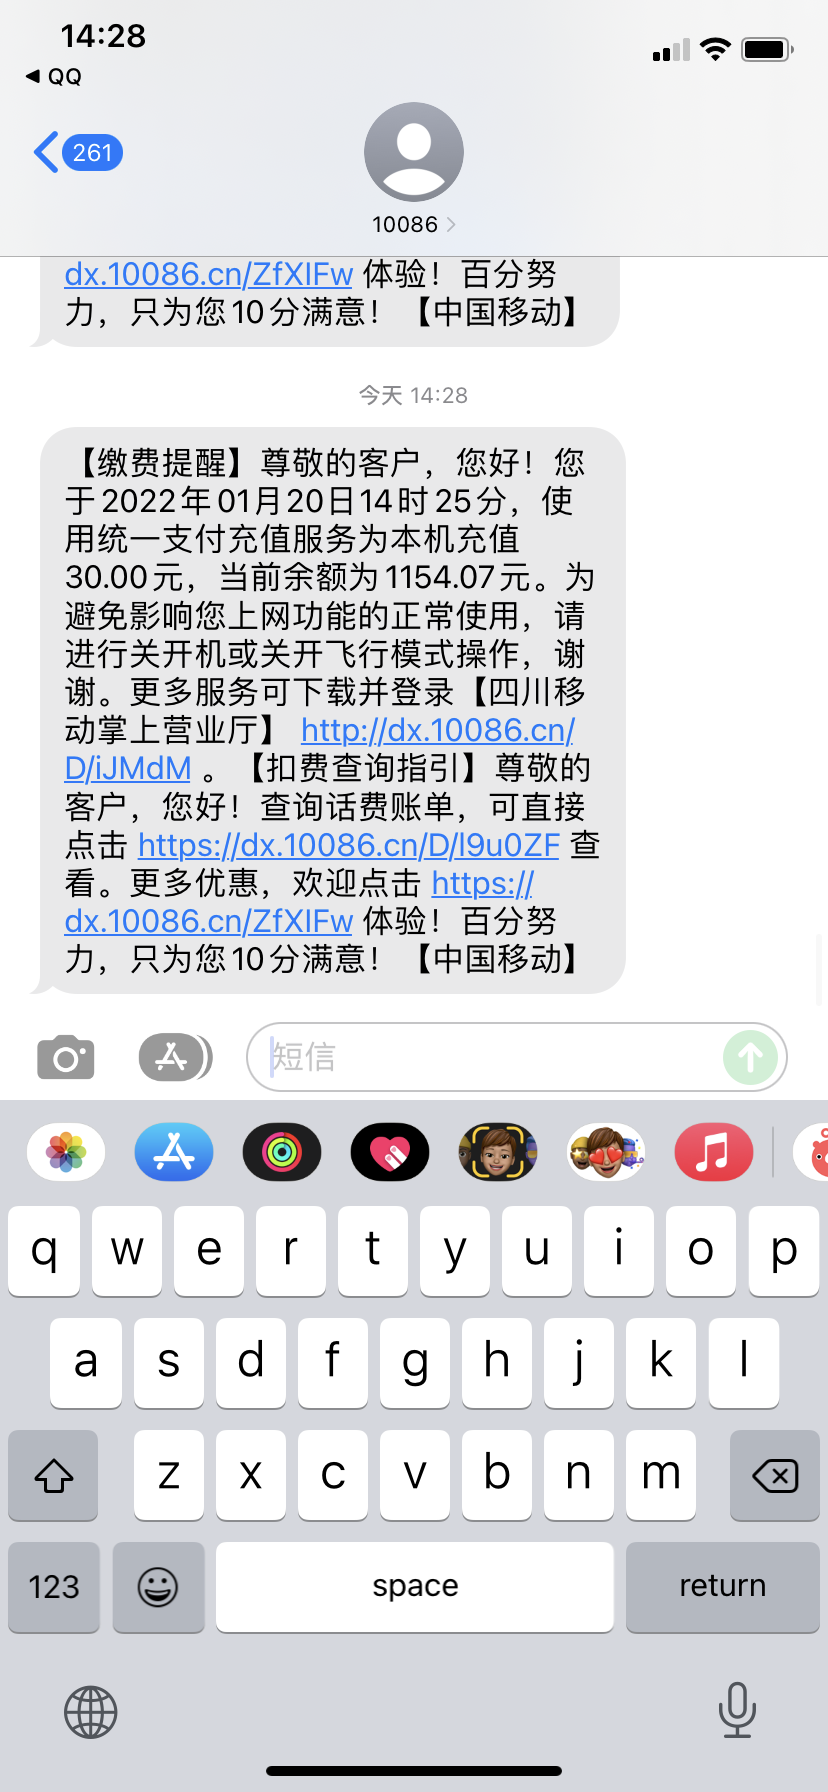 14:28
QQ
261
10086
dx.10086.cn/ZfXIFw 体验！百分努
力，只为您10分满意！【中国移动】
今天 14:28
【缴费提醒】尊敬的客户，您好！您
于2022年01月20日14时25分，使
用统一支付充值服务为本机充值
30.00元，当前余额为1154.07元。为
避免影响您上网功能的正常使用，请
进行关开机或关开飞行模式操作，谢
谢。更多服务可下载并登录【四川移
动掌上营业厅】 http://dx.10086.cn/
D/iJMdM 。【扣费查询指引】尊敬的
客户，您好！查询话费账单，可直接
点击 https://dx.10086.cn/D/l9u0ZF 查
看。更多优惠，欢迎点击 https://
dx.10086.cn/ZfXIFw 体验！百分努
力，只为您10分满意！【中国移动】
短信
q w e r t y u i o p
a s d f g h j k l
z x c v b n m
123 space return